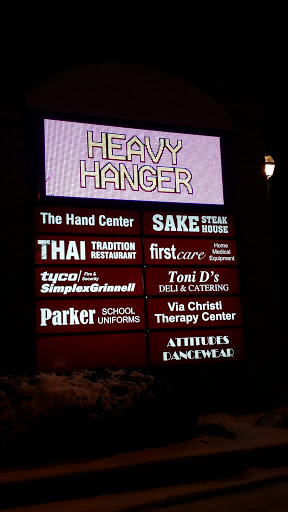 HEAVY
HANGER
The Hand Center
SAKE STEAK
HOUSE
THAI TRADITION
RESTAURANT
firstcare Home
Medical
Equipment
tyco Fire &
Security
SimplexGrinnell
Toni D's
DELI & CATERING
Parker SCHOOL
UNIFORMS
Via Christi
Therapy Center
ATTITUDES
DANCEWEAR